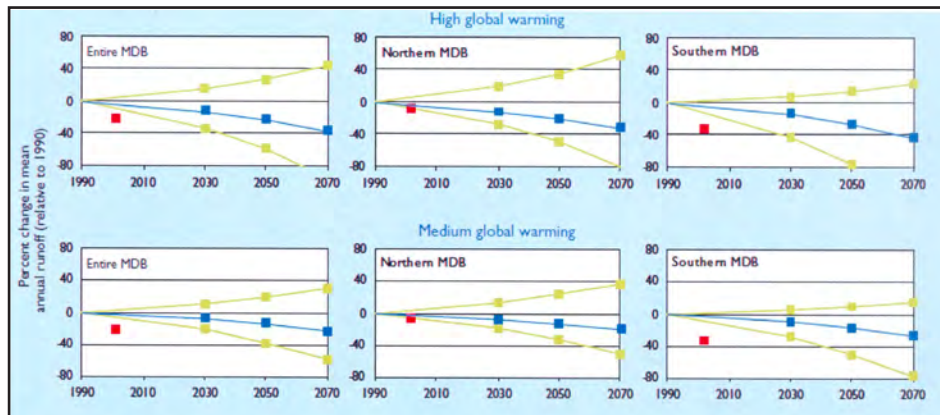 High global warming
Percent change in mean
annual runoff (relative to 1990)
80
40
0
-40
-80
Entire MDB
1990 2010 2030 2050 2070
80
40
0
-40
-80
Northern MDB
1990 2010 2030 2050 2070
80
40
0
-40
-80
Southern MDB
1990 2010 2030 2050 2070
Medium global warming
80
40
0
-40
-80
Entire MDB
1990 2010 2030 2050 2070
80
40
0
-40
-80
Northern MDB
1990 2010 2030 2050 2070
80
40
0
-40
-80
Southern MDB
1990 2010 2030 2050 2070